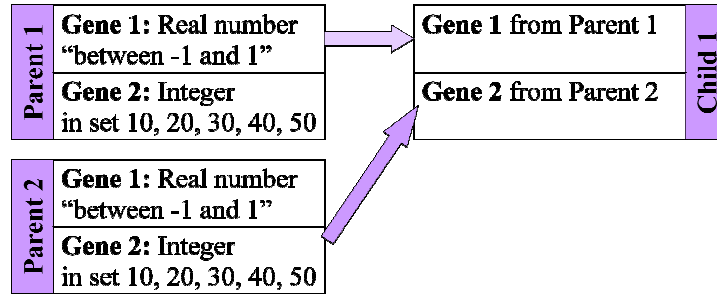 Parent 1
Gene 1: Real number
“between -1 and 1”
Gene 2: Integer
in set 10, 20, 30, 40, 50
Parent 2
Gene 1: Real number
“between -1 and 1”
Gene 2: Integer
in set 10, 20, 30, 40, 50
Gene 1 from Parent 1
Gene 2 from Parent 2
Child 1